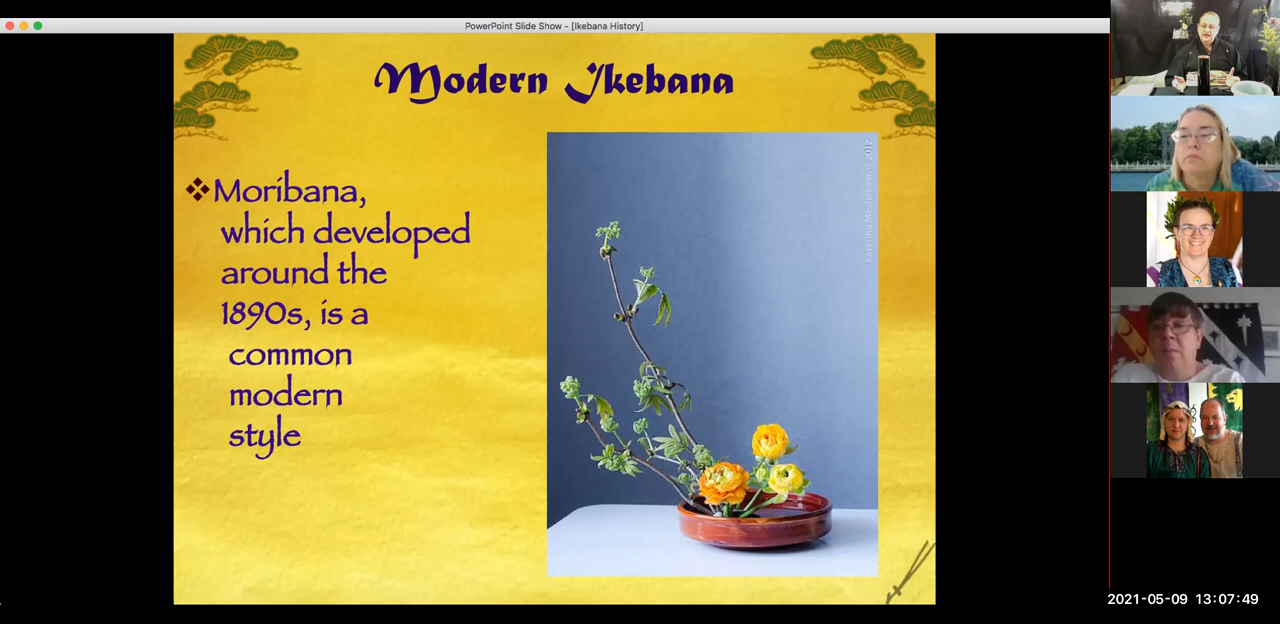 PowerPoint Slide Show - [Ikebana History]
Modern Ikebana
Moribana,
which developed
around the
1890s, is a
common
modern
style
2021-05-09 13:07:49